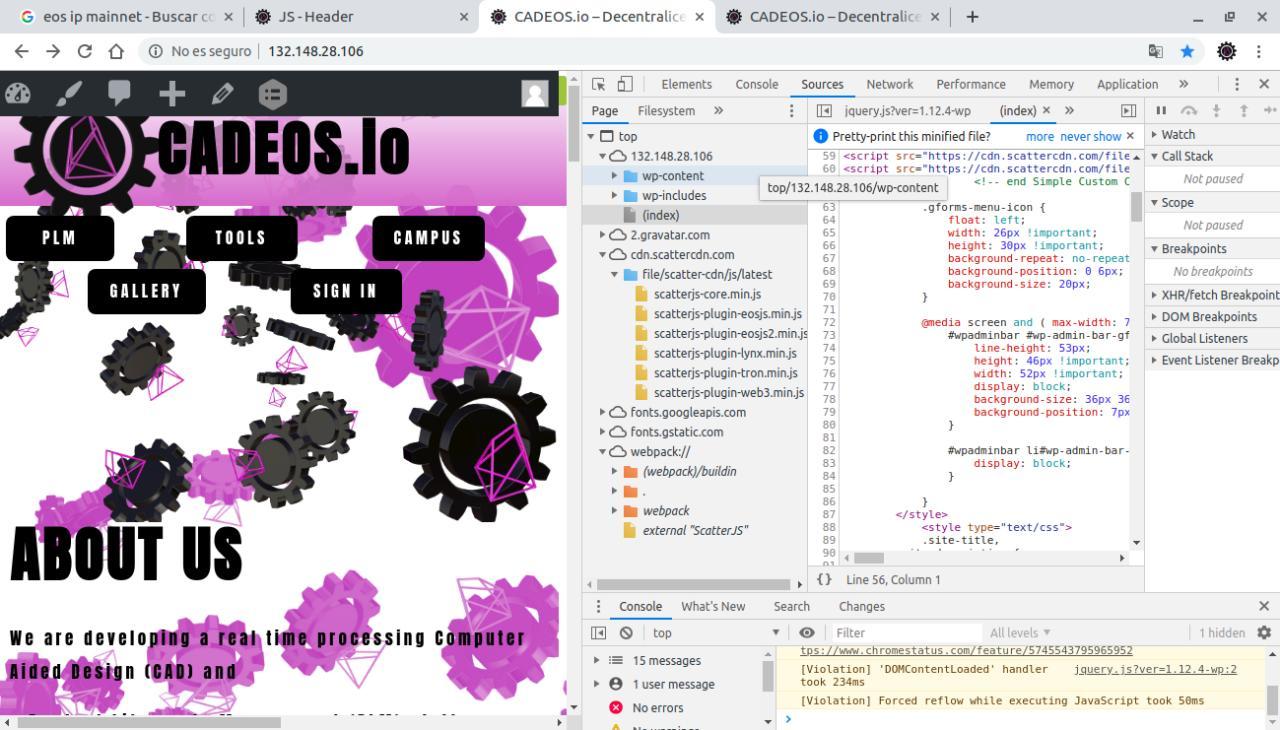 eos ip mainnet - Buscar co
JS - Header
CADEOS.io – Decentralice
CADEOS.io – Decentralice
No es seguro
132.148.28.106
CADEOS.io
PLM
TOOLS
CAMPUS
GALLERY
SIGN IN
ABOUT US
We are developing a real time processing Computer
Aided Design (CAD) and
Elements
Console
Sources
Network
Performance
Memory
Application
»
Page
Filesystem
»
jquery.js?ver=1.12.4-wp
(index)
»
top
132.148.28.106
wp-content
wp-includes
(index)
2.gravatar.com
cdn.scattercdn.com
file/scatter-cdn/js/latest
scatterjs-core.min.js
scatterjs-plugin-eosjs.min.js
scatterjs-plugin-eosjs2.min.js
scatterjs-plugin-lynx.min.js
scatterjs-plugin-tron.min.js
scatterjs-plugin-web3.min.js
fonts.googleapis.com
fonts.gstatic.com
webpack://
(webpack)/buildin
.
webpack
external "ScatterJS"
top/132.148.28.106/wp-content
Pretty-print this minified file?
more
never show
59 <script src="https://cdn.scattercdn.com/file
60 <script src="https://cdn.scattercdn.com/file
<!-- end Simple Custom C
63 .gforms-menu-icon {
64 float: left;
65 width: 26px !important;
66 height: 30px !important;
67 background-repeat: no-repeat
68 background-position: 0 6px;
69 background-size: 20px;
70 }
71
72 @media screen and ( max-width: 7
73 #wpadminbar #wp-admin-bar-gf
74 line-height: 53px;
75 height: 46px !important;
76 width: 52px !important;
77 display: block;
78 background-size: 36px 36
79 background-position: 7px
80 }
81
82 #wpadminbar li#wp-admin-bar-
83 display: block;
84 }
85
86 }
87 </style>
88 <style type="text/css">
89 .site-title,
90
{} Line 56, Column 1
Watch
Call Stack
Not paused
Scope
Not paused
Breakpoints
No breakpoints
XHR/fetch Breakpoint
DOM Breakpoints
Global Listeners
Event Listener Breakp
Console
What's New
Search
Changes
top
Filter
All levels
1 hidden
15 messages
1 user message
No errors
tps://www.chromestatus.com/feature/5745543795965952
[Violation] 'DOMContentLoaded' handler
jquery.js?ver=1.12.4-wp:2
took 234ms
[Violation] Forced reflow while executing JavaScript took 50ms